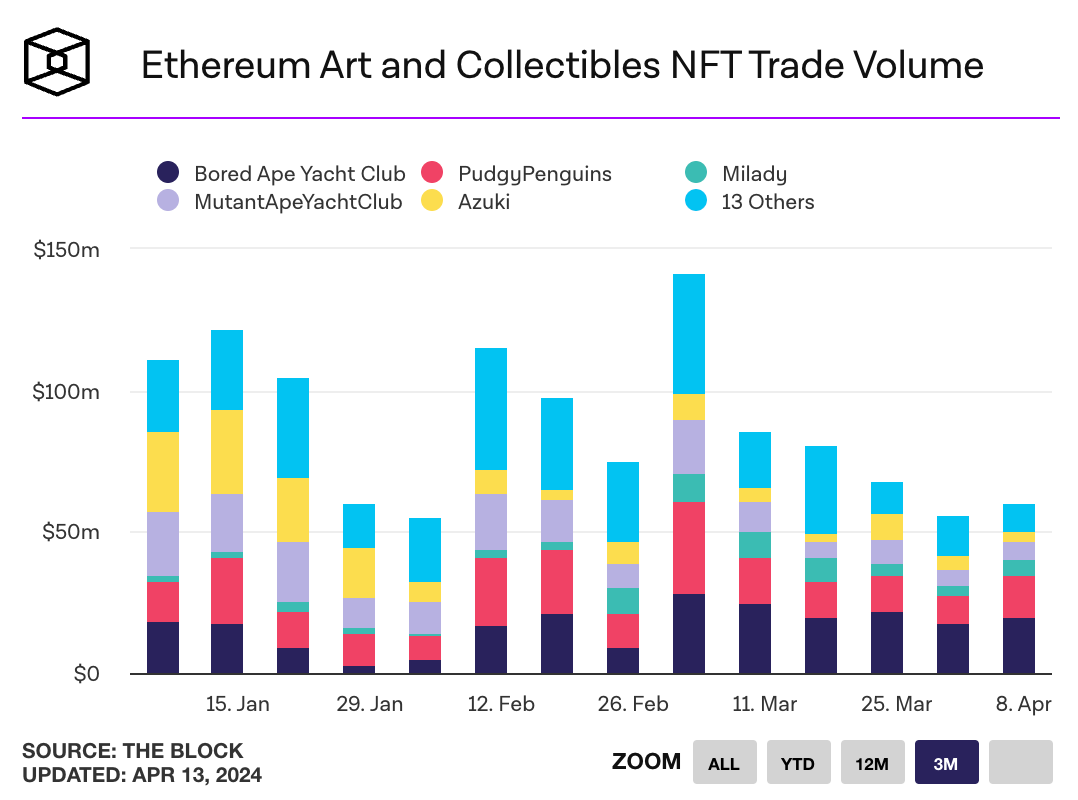 Ethereum Art and Collectibles NFT Trade Volume
Bored Ape Yacht Club PudgyPenguins Milady
MutantApeYachtClub Azuki 13 Others
$150m
$100m
$50m
$0
15. Jan 29. Jan 12. Feb 26. Feb 11. Mar 25. Mar 8. Apr
SOURCE: THE BLOCK
UPDATED: APR 13, 2024
ZOOM ALL YTD 12M 3M